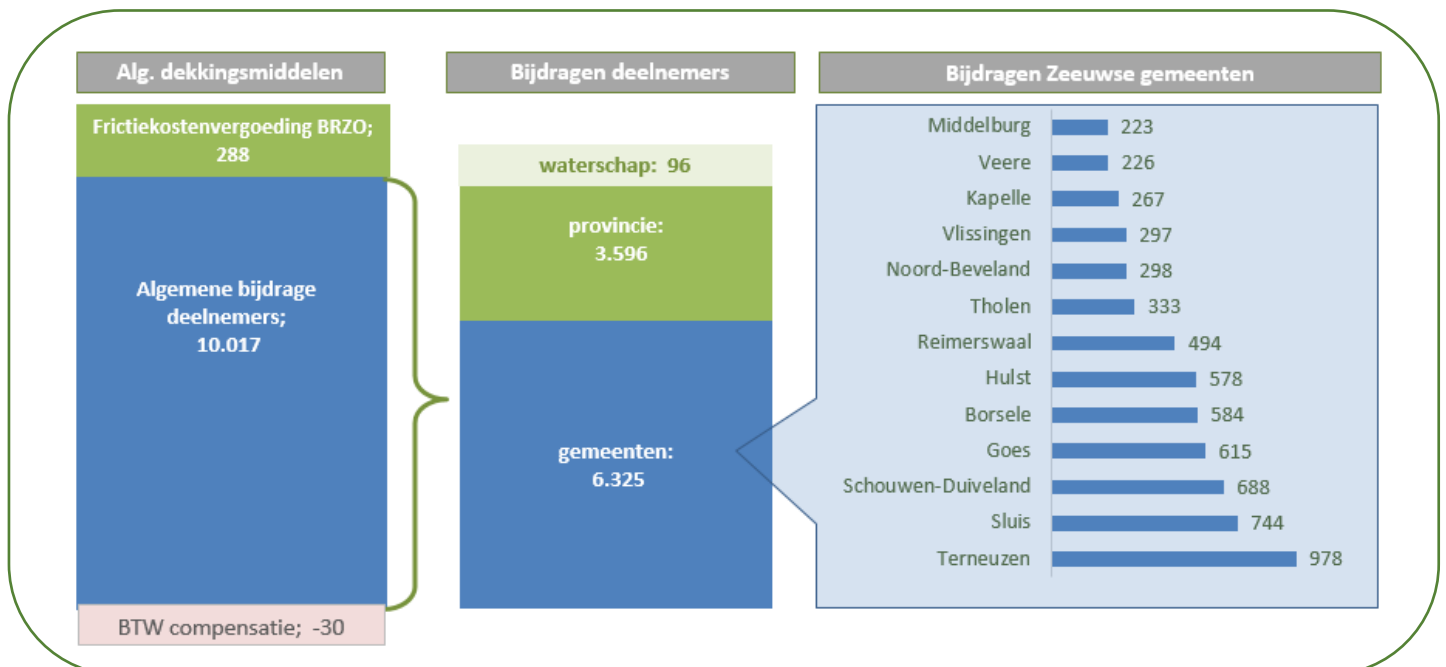 Alg. dekkingsmiddelen
Frictiekostenvergoeding BRZO;
288
Algemene bijdrage
deelnemers;
10.017
BTW compensatie; -30
Bijdragen deelnemers
waterschap: 96
provincie:
3.596
gemeenten:
6.325
Bijdragen Zeeuwse gemeenten
Middelburg 223
Veere 226
Kapelle 267
Vlissingen 297
Noord-Beveland 298
Tholen 333
Reimerswaal 494
Hulst 578
Borsele 584
Goes 615
Schouwen-Duiveland 688
Sluis 744
Terneuzen 978